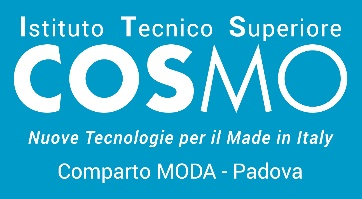 Istituto Tecnico Superiore
COSMO
Nuove Tecnologie per il Made in Italy
Comparto MODA - Padova